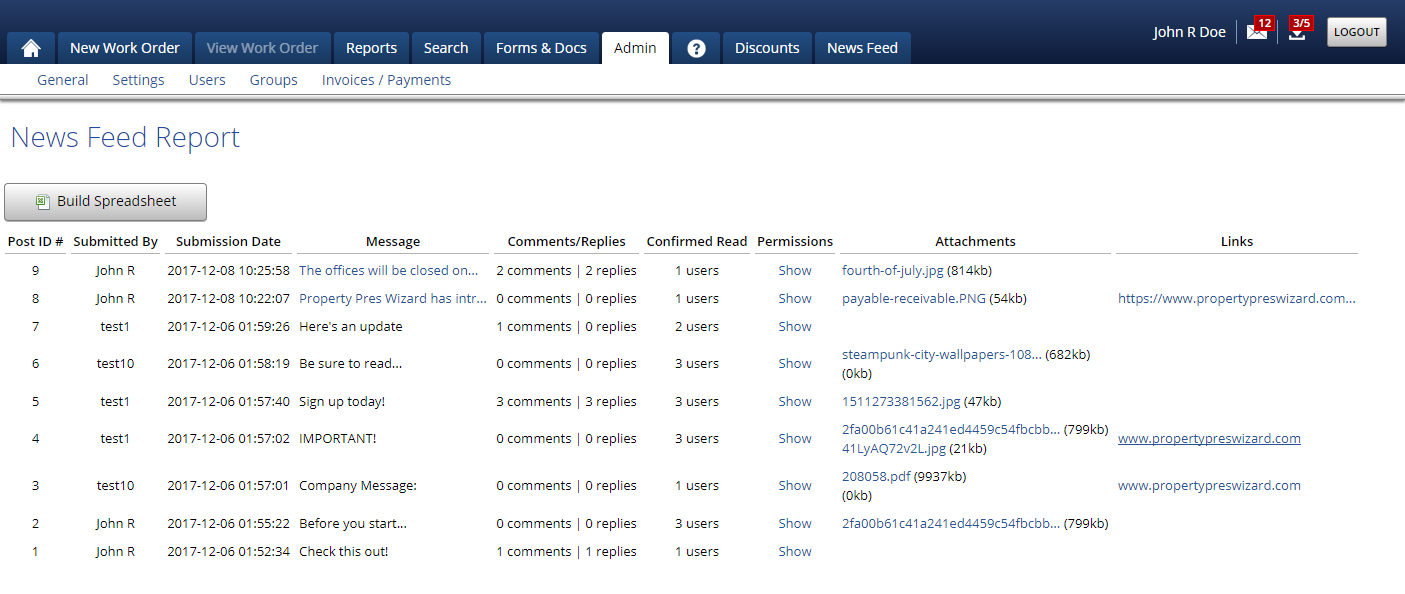 New Work Order View Work Order Reports Search Forms & Docs Admin ? Discounts News Feed John R Doe 12 3/5 LOGOUT
General Settings Users Groups Invoices / Payments
News Feed Report
Build Spreadsheet
Post ID # Submitted By Submission Date Message Comments/Replies Confirmed Read Permissions Attachments Links
9 John R 2017-12-08 10:25:58 The offices will be closed on... 2 comments | 2 replies 1 users Show fourth-of-july.jpg (814kb)
8 John R 2017-12-08 10:22:07 Property Pres Wizard has intr... 0 comments | 0 replies 1 users Show payable-receivable.PNG (54kb) https://www.propertypreswizard.com...
7 test1 2017-12-06 01:59:26 Here's an update 1 comments | 0 replies 2 users Show
6 test10 2017-12-06 01:58:19 Be sure to read... 0 comments | 0 replies 3 users Show steampunk-city-wallpapers-108... (682kb)
(0kb)
5 test1 2017-12-06 01:57:40 Sign up today! 3 comments | 3 replies 3 users Show 1511273381562.jpg (47kb)
4 test1 2017-12-06 01:57:02 IMPORTANT! 0 comments | 0 replies 3 users Show 2fa00b61c41a241ed4459c54fbcbb... (799kb) www.propertypreswizard.com
41LyAQ72v2L.jpg (21kb)
3 test10 2017-12-06 01:57:01 Company Message: 0 comments | 0 replies 1 users Show 208058.pdf (9937kb) www.propertypreswizard.com
(0kb)
2 John R 2017-12-06 01:55:22 Before you start... 0 comments | 0 replies 3 users Show 2fa00b61c41a241ed4459c54fbcbb... (799kb)
1 John R 2017-12-06 01:52:34 Check this out! 1 comments | 1 replies 1 users Show